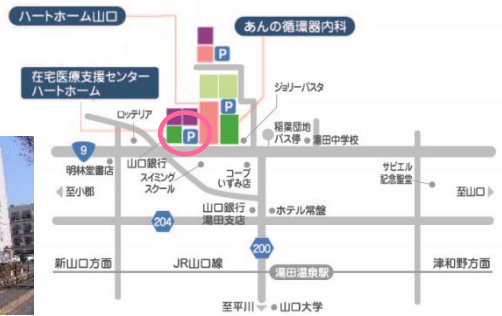 ハートホーム山口
あんの循環器内科
P
在宅医療支援センター
ハートホーム
P
P
ジョリーパスタ
ロッテリア
稲葉団地
バス停
湯田中学校
9
明林堂書店
山口銀行
スイミング
スクール
コープ
いずみ店
サビエル
記念聖堂
至小郡
至山口
山口銀行
湯田支店
ホテル常盤
204
200
新山口方面
JR山口線
湯田温泉駅
津和野方面
至平川
山口大学